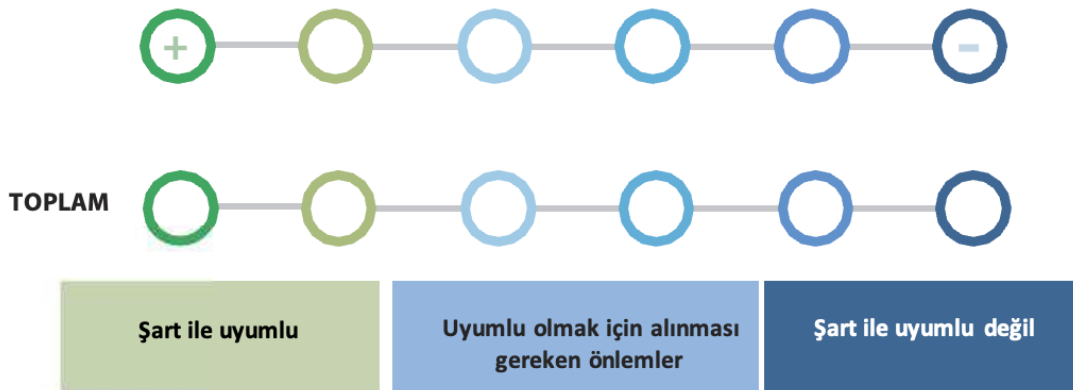 + −
TOPLAM
Şart ile uyumlu
Uyumlu olmak için alınması
gereken önlemler
Şart ile uyumlu değil